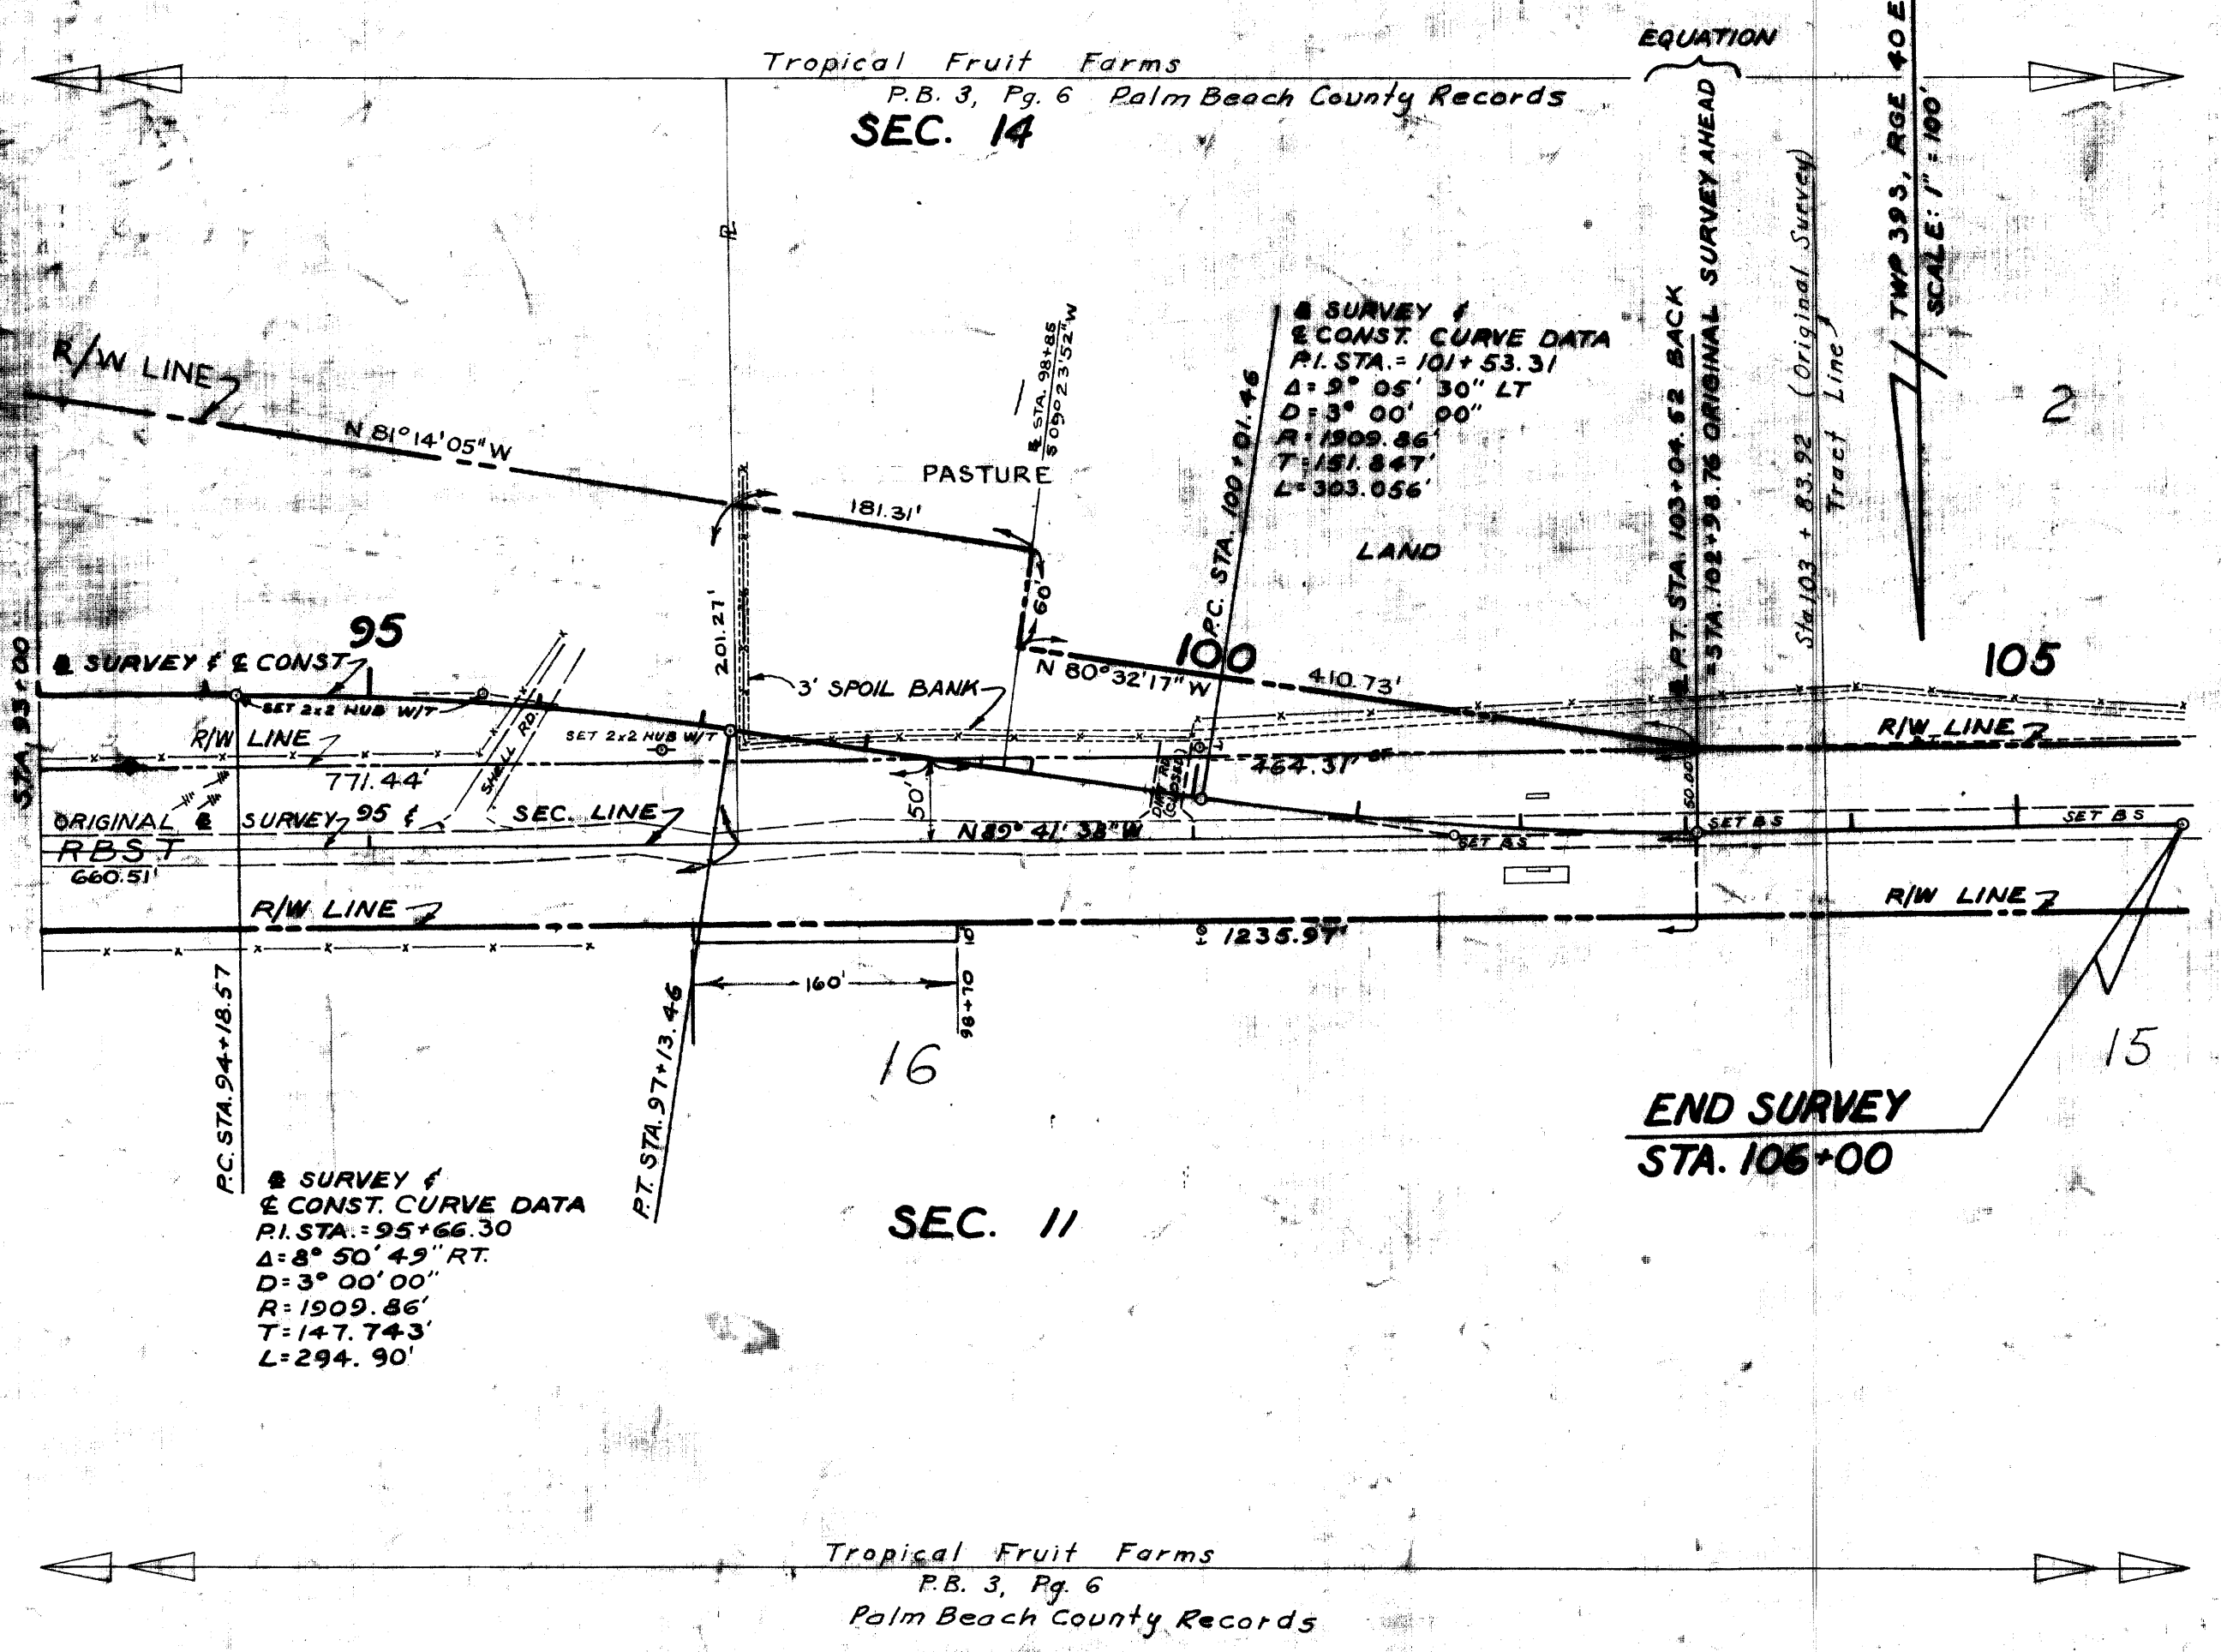 EQUATION
Tropical Fruit Farms
P.B. 3, Pg. 6 Palm Beach County Records
SEC. 14
TWP 39S, RGE 40E
SCALE: 1" = 100'
2
℄ P.T. STA. 103+04.52 BACK
=STA. 102+98.76 ORIGINAL SURVEY AHEAD
Sta 103 + 83.92 (Original Survey)
Tract Line
℄ SURVEY &
℄ CONST. CURVE DATA
P.I. STA. = 101+53.31
Δ = 9° 05' 30" LT
D = 3° 00' 00"
R = 1909.86'
T = 151.847'
L = 303.056'
P.C. STA. 100+01.46
℄ STA. 98+85
S 09° 23' 52" W
R/W LINE
N 81° 14' 05" W
PASTURE
181.31'
LAND
60'
201.27'
STA. 93+00
95
100
105
℄ SURVEY & ℄ CONST.
N 80° 32' 17" W
410.73'
3' SPOIL BANK
SET 2x2 HUB W/T
SET 2x2 HUB W/T
R/W LINE
R/W LINE
SHELL RD.
771.44'
464.31'
DIRT RD.
(CLOSED)
50'
50.00'
ORIGINAL ℄ SURVEY 95 &
SEC. LINE
N 89° 41' 38" W
SET BS
SET BS
SET BS
RBST
660.51'
R/W LINE
R/W LINE
1235.97'
160'
10'
98+70
P.C. STA. 94+18.57
P.T. STA. 97+13.46
16
15
END SURVEY
STA. 106+00
℄ SURVEY &
℄ CONST. CURVE DATA
P.I. STA. = 95+66.30
Δ = 8° 50' 49" RT.
D = 3° 00' 00"
R = 1909.86'
T = 147.743'
L = 294.90'
SEC. 11
Tropical Fruit Farms
P.B. 3, Pg. 6
Palm Beach County Records